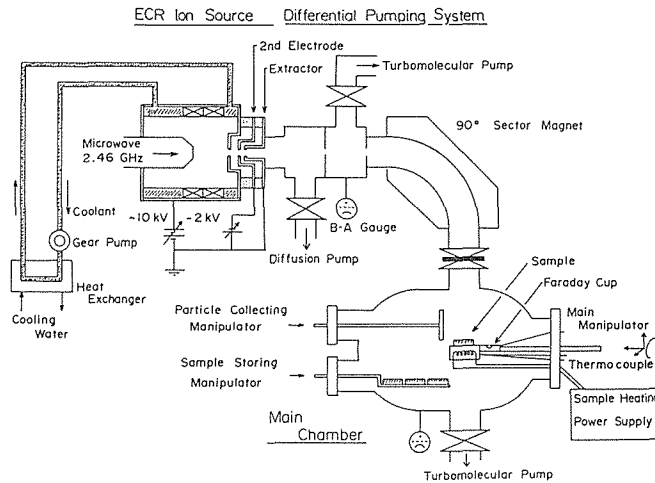 ECR Ion Source   Differential Pumping System
2nd Electrode
Extractor
Turbomolecular Pump
90° Sector Magnet
Microwave
2.46 GHz
Coolant
Gear Pump
~10 kV
~2 kV
B-A Gauge
Diffusion Pump
Heat
Exchanger
Cooling
Water
Sample
Faraday Cup
Particle Collecting
Manipulator
Main
Manipulator
Thermocouple
Sample Storing
Manipulator
Sample Heating
Power Supply
Main
Chamber
Turbomolecular Pump